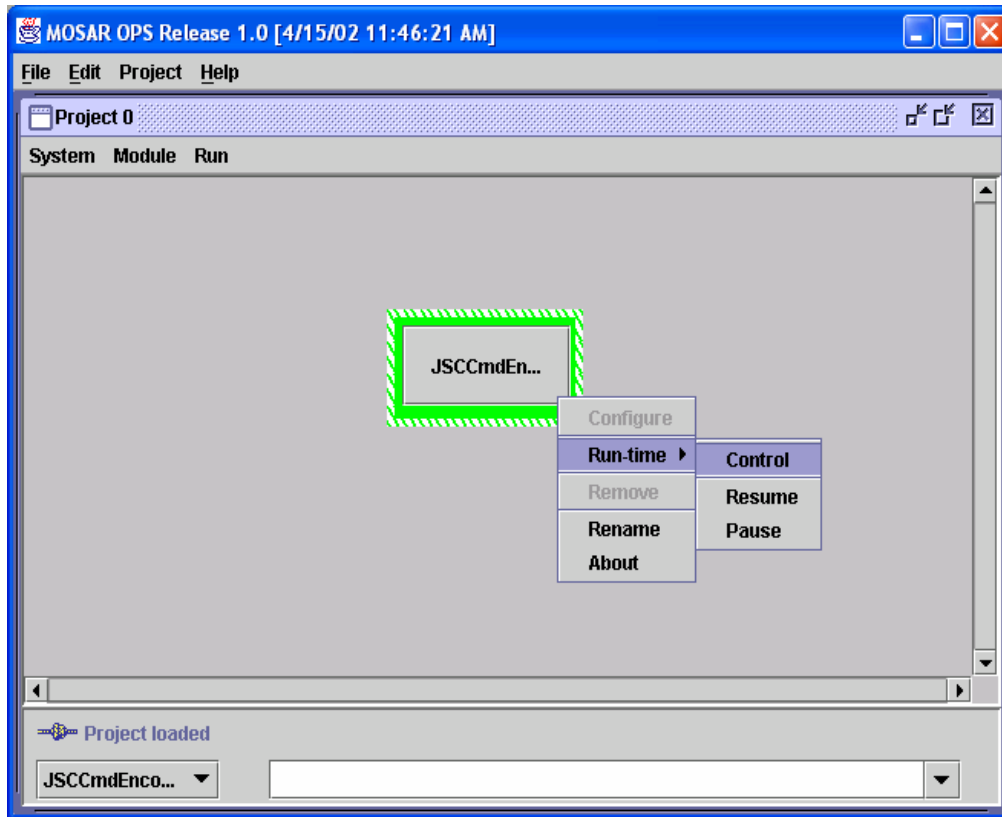 MOSAR OPS Release 1.0 [4/15/02 11:46:21 AM]
File Edit Project Help
Project 0
System Module Run
JSCCmdEn...
Configure
Run-time
Control
Remove
Resume
Rename
Pause
About
Project loaded
JSCCmdEnco...